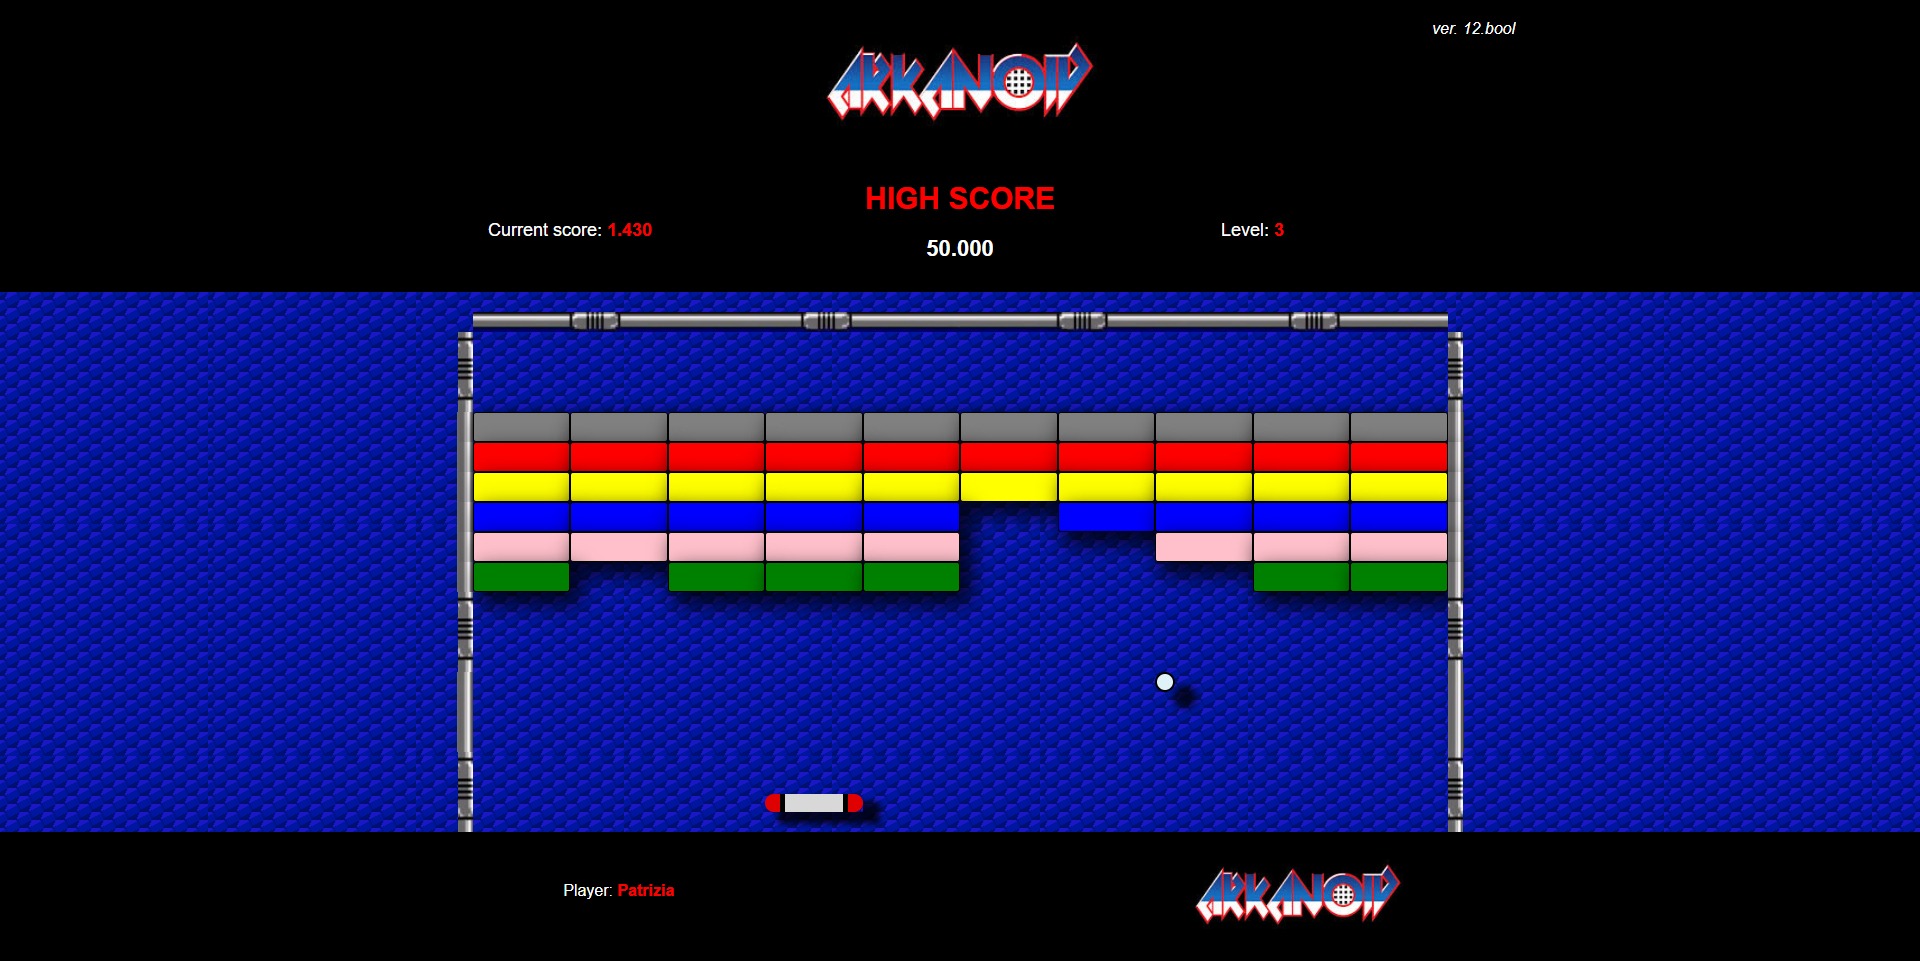 ver. 12.bool
ARKANOID
HIGH SCORE
Current score: 1.430
Level: 3
50.000
Player: Patrizia
ARKANOID